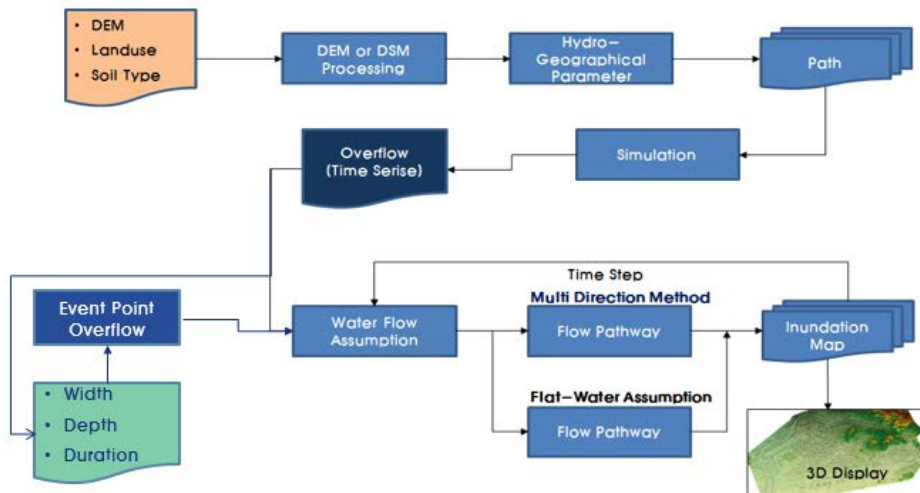 • DEM
• Landuse
• Soil Type
DEM or DSM
Processing
Hydro-
Geographical
Parameter
Path
Overflow
(Time Serise)
Simulation
Time Step
Event Point
Overflow
Water Flow
Assumption
Multi Direction Method
Flow Pathway
Inundation
Map
• Width
• Depth
• Duration
Flat-Water Assumption
Flow Pathway
3D Display